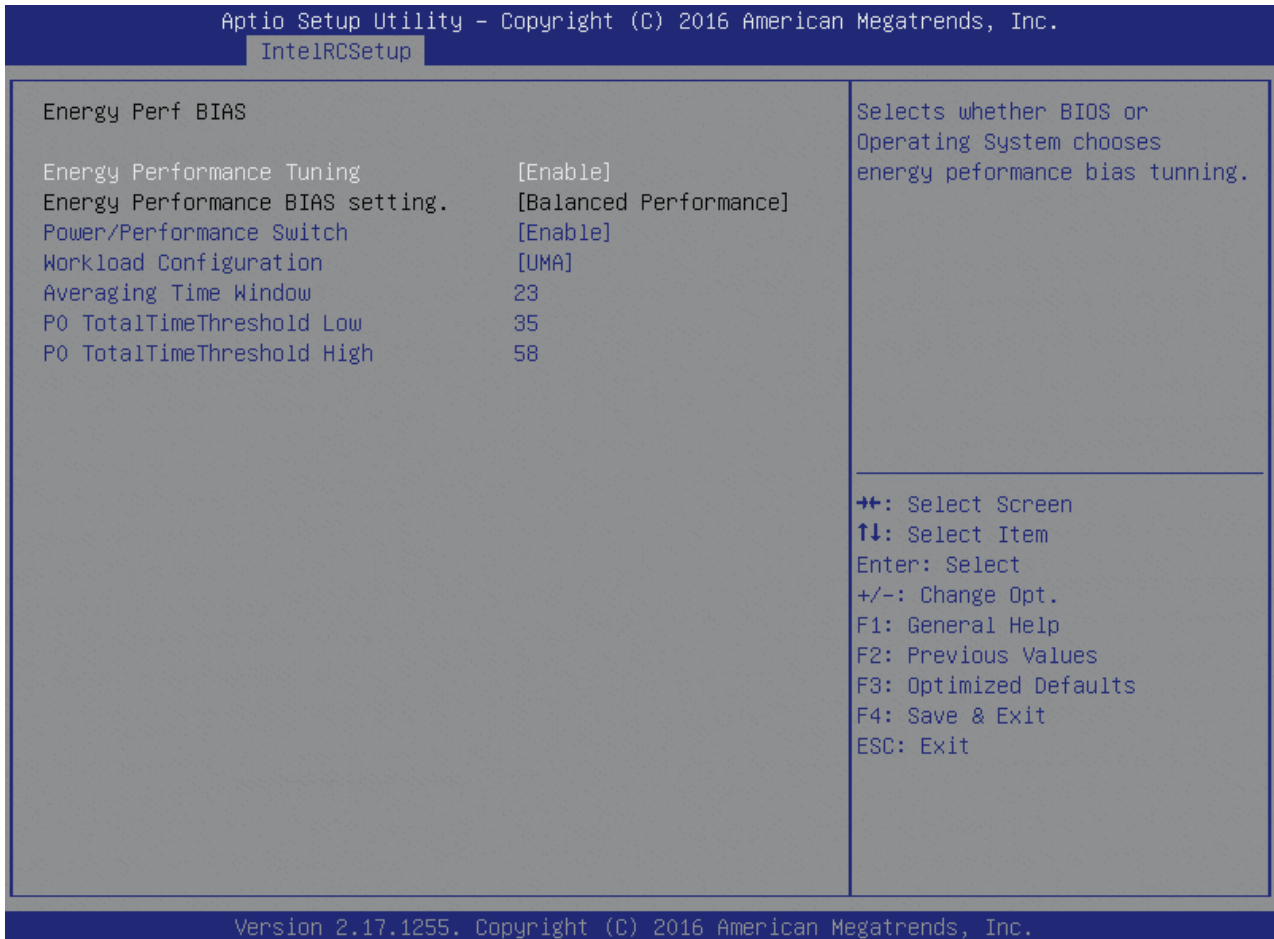 Aptio Setup Utility – Copyright (C) 2016 American Megatrends, Inc.
IntelRCSetup
Energy Perf BIAS
Energy Performance Tuning [Enable]
Energy Performance BIAS setting. [Balanced Performance]
Power/Performance Switch [Enable]
Workload Configuration [UMA]
Averaging Time Window 23
P0 TotalTimeThreshold Low 35
P0 TotalTimeThreshold High 58
Selects whether BIOS or
Operating System chooses
energy peformance bias tunning.
→←: Select Screen
↑↓: Select Item
Enter: Select
+/-: Change Opt.
F1: General Help
F2: Previous Values
F3: Optimized Defaults
F4: Save & Exit
ESC: Exit
Version 2.17.1255. Copyright (C) 2016 American Megatrends, Inc.